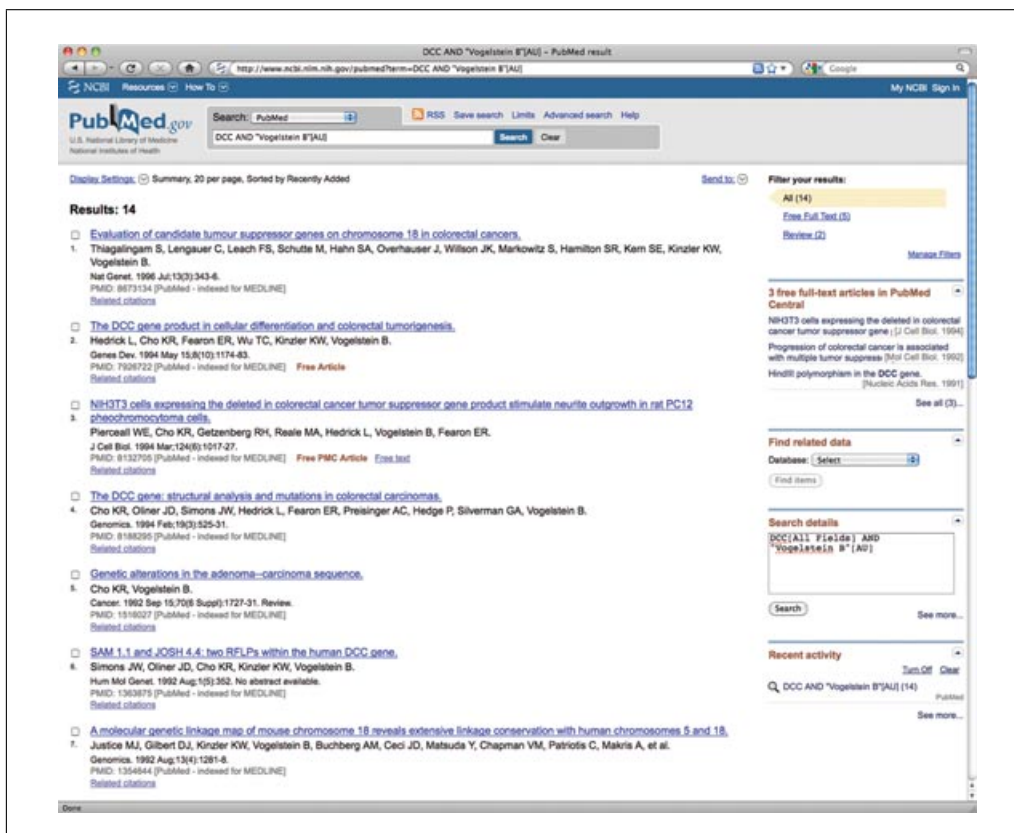 DCC AND "Vogelstein B"[AU] – PubMed result
http://www.ncbi.nlm.nih.gov/pubmed?term=DCC AND "Vogelstein B"[AU]
Google
NCBI Resources How To
My NCBI Sign In
PubMed.gov
U.S. National Library of Medicine
National Institutes of Health
Search: PubMed
RSS Save search Limits Advanced search Help
DCC AND "Vogelstein B"[AU]
Search Clear
Display Settings: Summary, 20 per page, Sorted by Recently Added
Send to:
Results: 14
Evaluation of candidate tumour suppressor genes on chromosome 18 in colorectal cancers.
1. Thiagalingam S, Lengauer C, Leach FS, Schutte M, Hahn SA, Overhauser J, Willson JK, Markowitz S, Hamilton SR, Kern SE, Kinzler KW,
Vogelstein B.
Nat Genet. 1996 Jul;13(3):343-6.
PMID: 8673134 [PubMed - indexed for MEDLINE]
Related citations
The DCC gene product in cellular differentiation and colorectal tumorigenesis.
2. Hedrick L, Cho KR, Fearon ER, Wu TC, Kinzler KW, Vogelstein B.
Genes Dev. 1994 May 15;8(10):1174-83.
PMID: 7926722 [PubMed - indexed for MEDLINE] Free Article
Related citations
NIH3T3 cells expressing the deleted in colorectal cancer tumor suppressor gene product stimulate neurite outgrowth in rat PC12
3. pheochromocytoma cells.
Pierceall WE, Cho KR, Getzenberg RH, Reale MA, Hedrick L, Vogelstein B, Fearon ER.
J Cell Biol. 1994 Mar;124(6):1017-27.
PMID: 8132705 [PubMed - indexed for MEDLINE] Free PMC Article Free text
Related citations
The DCC gene: structural analysis and mutations in colorectal carcinomas.
4. Cho KR, Oliner JD, Simons JW, Hedrick L, Fearon ER, Preisinger AC, Hedge P, Silverman GA, Vogelstein B.
Genomics. 1994 Feb;19(3):525-31.
PMID: 8188295 [PubMed - indexed for MEDLINE]
Related citations
Genetic alterations in the adenoma--carcinoma sequence.
5. Cho KR, Vogelstein B.
Cancer. 1992 Sep 15;70(6 Suppl):1727-31. Review.
PMID: 1516027 [PubMed - indexed for MEDLINE]
Related citations
SAM 1.1 and JOSH 4.4: two RFLPs within the human DCC gene.
6. Simons JW, Oliner JD, Cho KR, Kinzler KW, Vogelstein B.
Hum Mol Genet. 1992 Aug;1(5):352. No abstract available.
PMID: 1363875 [PubMed - indexed for MEDLINE]
Related citations
A molecular genetic linkage map of mouse chromosome 18 reveals extensive linkage conservation with human chromosomes 5 and 18.
7. Justice MJ, Gilbert DJ, Kinzler KW, Vogelstein B, Buchberg AM, Ceci JD, Matsuda Y, Chapman VM, Patriotis C, Makris A, et al.
Genomics. 1992 Aug;13(4):1281-8.
PMID: 1354644 [PubMed - indexed for MEDLINE]
Related citations
Filter your results:
All (14)
Free Full Text (5)
Review (2)
Manage Filters
3 free full-text articles in PubMed
Central
NIH3T3 cells expressing the deleted in colorectal
cancer tumor suppressor gene [J Cell Biol. 1994]
Progression of colorectal cancer is associated
with multiple tumor suppress [Mol Cell Biol. 1992]
HindIII polymorphism in the DCC gene.
[Nucleic Acids Res. 1991]
See all (3)...
Find related data
Database: Select
Find items
Search details
DCC[All Fields] AND
"Vogelstein B"[AU]
Search
See more...
Recent activity
Turn Off Clear
DCC AND "Vogelstein B"[AU] (14)
PubMed
See more...
Done